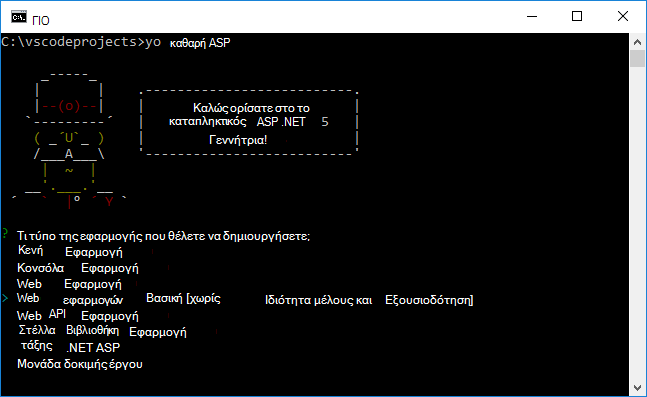 ΓΙΟ
C:\vscodeprojects>yo καθαρή ASP
Καλώς ορίσατε στο το
καταπληκτικός ASP .NET 5
Γεννήτρια!
? Τι τύπο της εφαρμογής που θέλετε να δημιουργήσετε;
Κενή Εφαρμογή
Κονσόλα Εφαρμογή
Web Εφαρμογή
> Web εφαρμογών Βασική [χωρίς Ιδιότητα μέλους και Εξουσιοδότηση]
Web API Εφαρμογή
Στέλλα Βιβλιοθήκη Εφαρμογή
τάξης .NET ASP
Μονάδα δοκιμής έργου